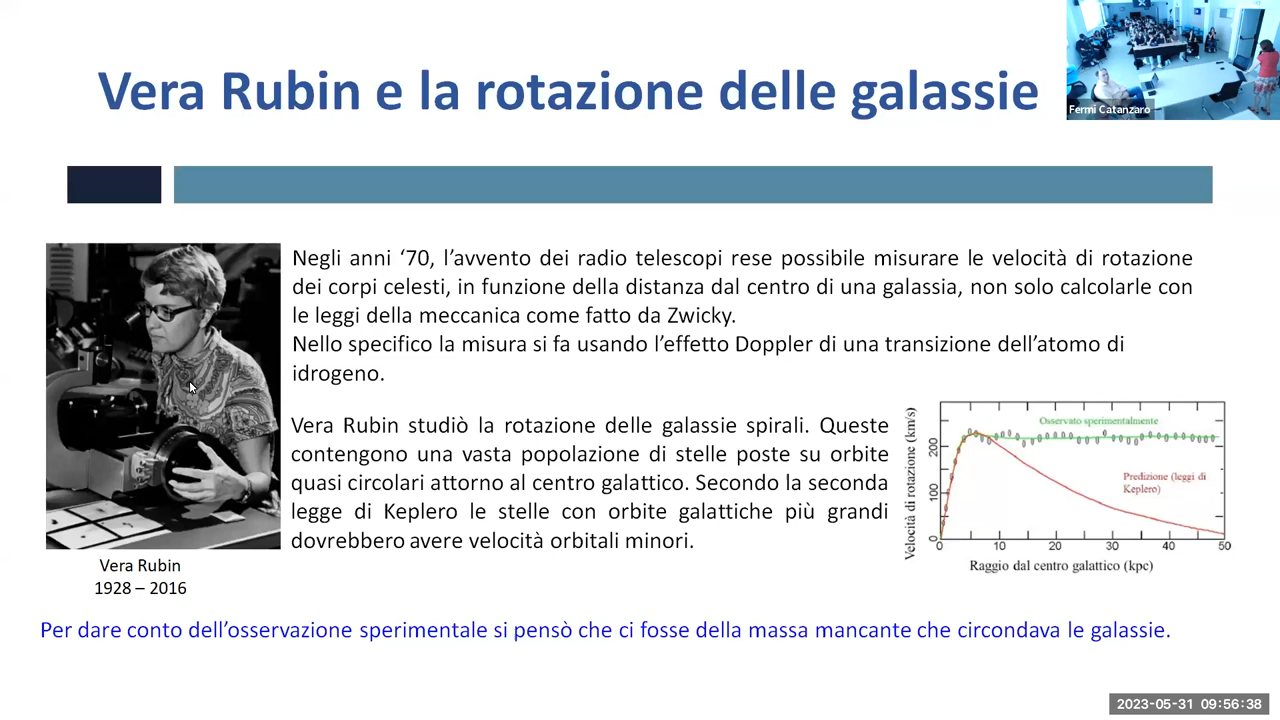 Vera Rubin e la rotazione delle galassie
Fermi Catanzaro
Negli anni ‘70, l’avvento dei radio telescopi rese possibile misurare le velocità di rotazione
dei corpi celesti, in funzione della distanza dal centro di una galassia, non solo calcolarle con
le leggi della meccanica come fatto da Zwicky.
Nello specifico la misura si fa usando l’effetto Doppler di una transizione dell’atomo di
idrogeno.
Vera Rubin studiò la rotazione delle galassie spirali. Queste
contengono una vasta popolazione di stelle poste su orbite
quasi circolari attorno al centro galattico. Secondo la seconda
legge di Keplero le stelle con orbite galattiche più grandi
dovrebbero avere velocità orbitali minori.
Velocità di rotazione (km/s)
200
100
0
Osservato sperimentalmente
Predizione (leggi di
Keplero)
0 10 20 30 40 50
Raggio dal centro galattico (kpc)
Vera Rubin
1928 – 2016
Per dare conto dell’osservazione sperimentale si pensò che ci fosse della massa mancante che circondava le galassie.
2023-05-31 09:56:38